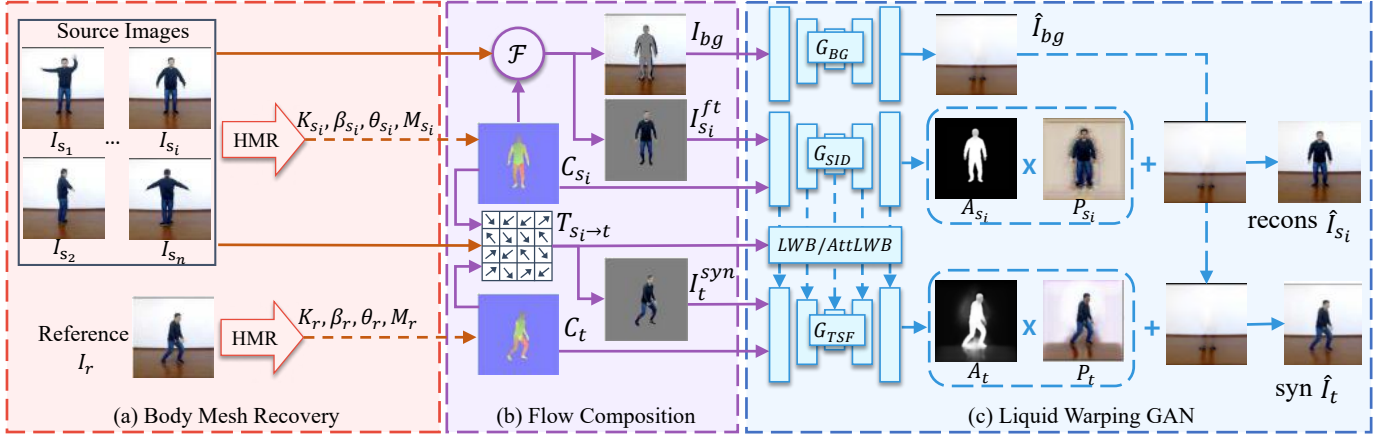 Source Images
I_{s_1} ... I_{s_i}
I_{s_2} I_{s_n}
HMR
K_{s_i}, β_{s_i}, θ_{s_i}, M_{s_i}
Reference
I_r
HMR
K_r, β_r, θ_r, M_r
(a) Body Mesh Recovery
ℱ
I_{bg}
I_{s_i}^{ft}
C_{s_i}
T_{s_i→t}
I_t^{syn}
C_t
(b) Flow Composition
G_{BG}
Î_{bg}
G_{SID}
A_{s_i} x P_{s_i} +
recons Î_{s_i}
LWB/AttLWB
G_{TSF}
A_t x P_t +
syn Î_t
(c) Liquid Warping GAN